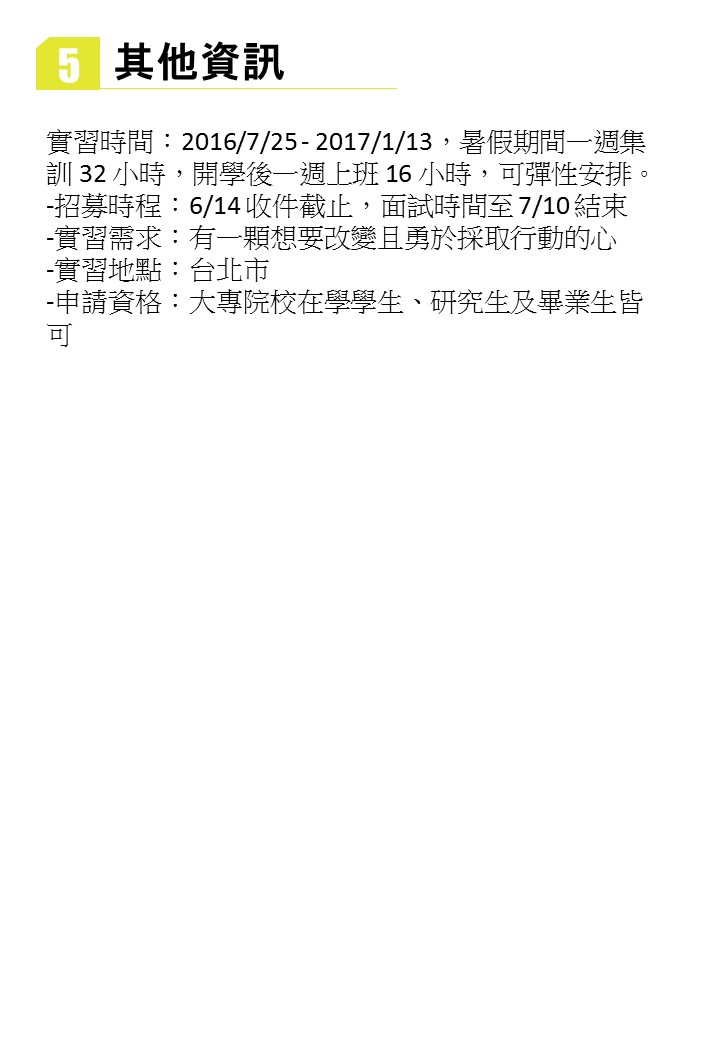 5 其他資訊
實習時間：2016/7/25 - 2017/1/13，暑假期間一週集
訓 32 小時，開學後一週上班 16 小時，可彈性安排。
-招募時程：6/14 收件截止，面試時間至 7/10 結束
-實習需求：有一顆想要改變且勇於採取行動的心
-實習地點：台北市
-申請資格：大專院校在學學生、研究生及畢業生皆
可